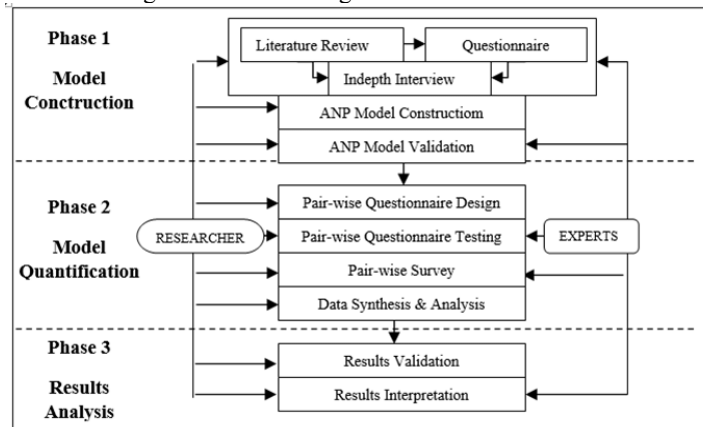 Phase 1
Model
Conctruction
Literature Review
Questionnaire
Indepth Interview
ANP Model Constructiom
ANP Model Validation
Phase 2
Model
Quantification
RESEARCHER
Pair-wise Questionnaire Design
Pair-wise Questionnaire Testing
EXPERTS
Pair-wise Survey
Data Synthesis & Analysis
Phase 3
Results
Analysis
Results Validation
Results Interpretation